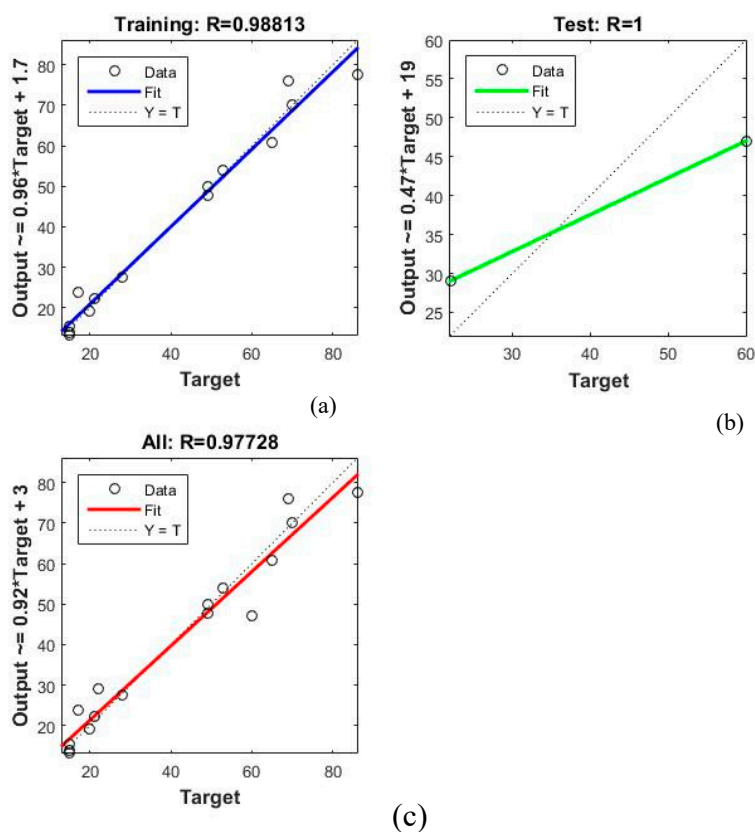 Training: R=0.98813
Output ~= 0.96*Target + 1.7
80
70
60
50
40
30
20
Data
Fit
Y = T
20
40
60
80
Target
(a)
Test: R=1
Output ~= 0.47*Target + 19
60
55
50
45
40
35
30
25
Data
Fit
Y = T
30
40
50
60
Target
(b)
All: R=0.97728
Output ~= 0.92*Target + 3
80
70
60
50
40
30
20
Data
Fit
Y = T
20
40
60
80
Target
(c)